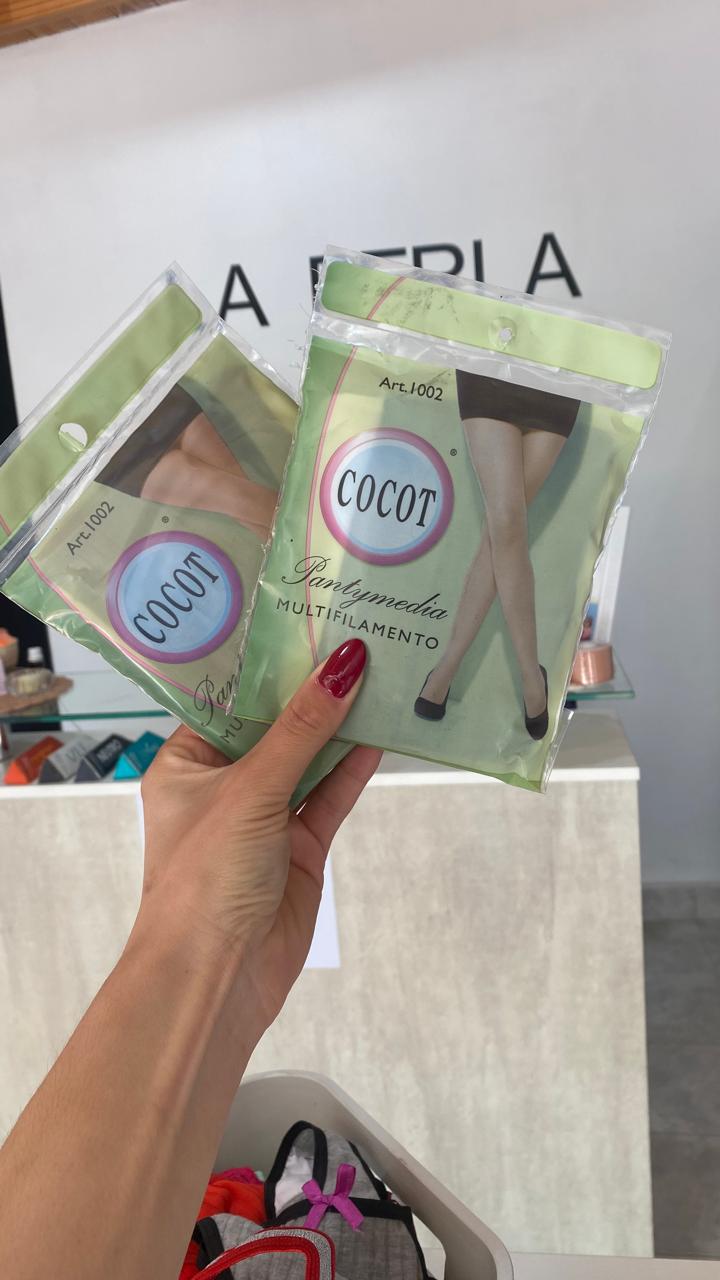 Art.1002
COCOT
®
Pantymedia
MULTIFILAMENTO
Art.1002
®
COCOT